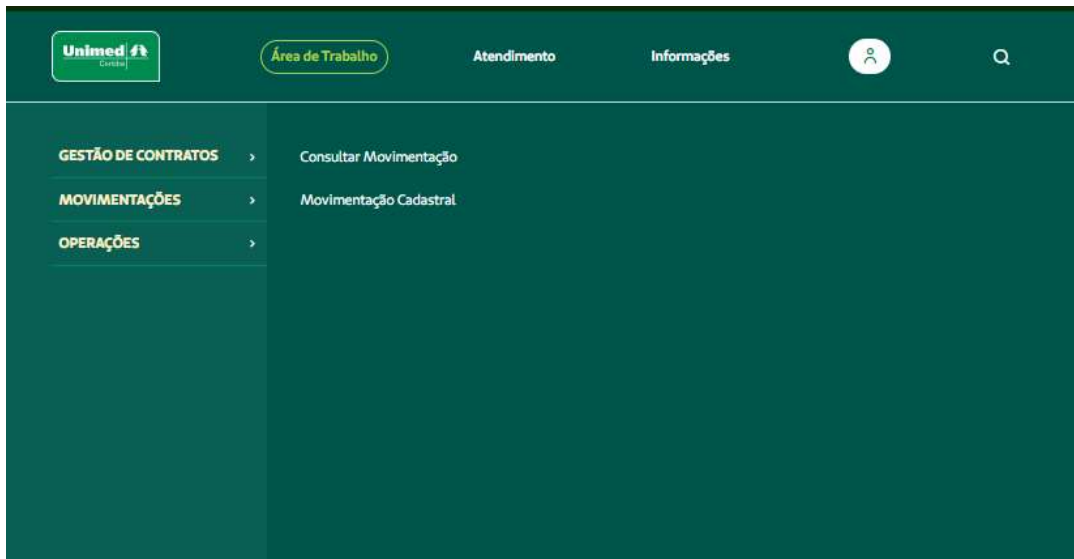 Unimed
Curitiba
Área de Trabalho
Atendimento
Informações
GESTÃO DE CONTRATOS
MOVIMENTAÇÕES
OPERAÇÕES
Consultar Movimentação
Movimentação Cadastral